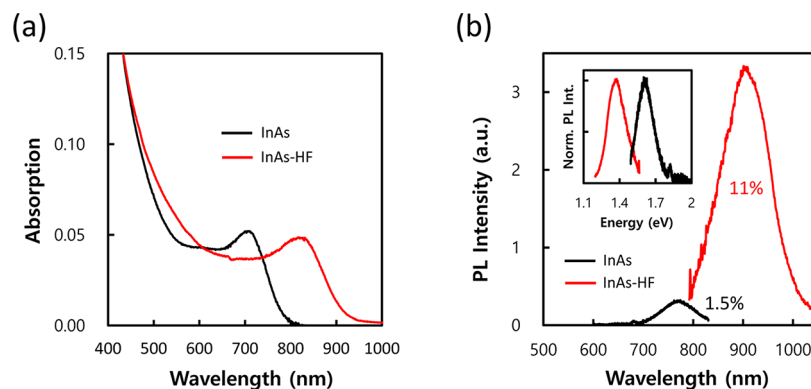 (a)
0.15
0.10
0.05
0.00
Absorption
InAs
InAs-HF
400 500 600 700 800 900 1000
Wavelength (nm)
(b)
3
2
1
0
PL Intensity (a.u.)
Norm. PL Int.
1.1 1.4 1.7 2
Energy (eV)
11%
InAs
InAs-HF
1.5%
500 600 700 800 900 1000
Wavelength (nm)